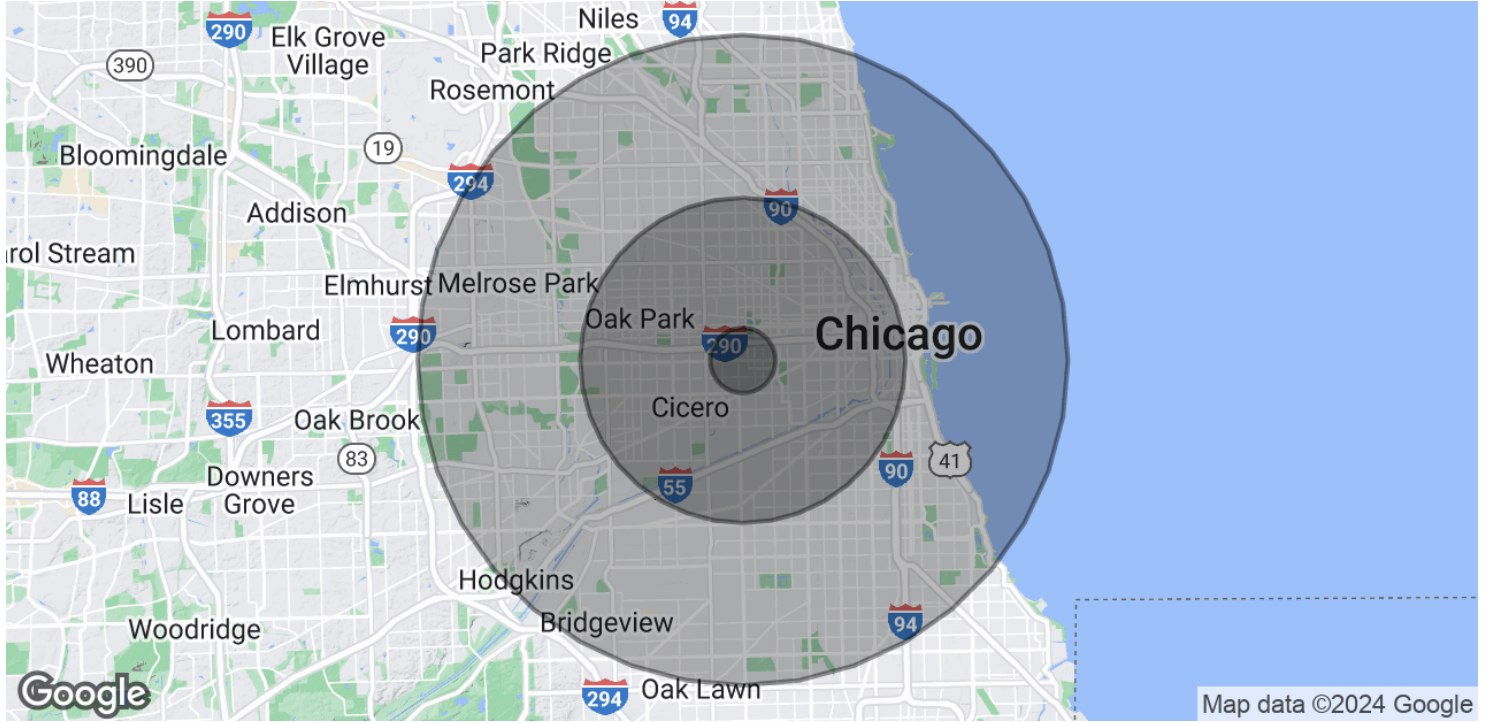 Niles
94
290
Elk Grove
Village
Park Ridge
390
Rosemont
19
Bloomingdale
294
Addison
90
arol Stream
Elmhurst
Melrose Park
Oak Park
Chicago
Lombard
290
290
Wheaton
Cicero
355
Oak Brook
83
41
90
Downers
Grove
55
88
Lisle
Hodgkins
Bridgeview
94
Woodridge
Oak Lawn
294
Google
Map data ©2024 Google